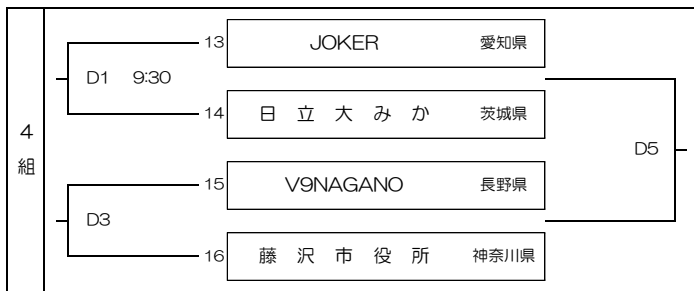 13 JOKER 愛知県
D1 9:30
14 日立大みか 茨城県
4組
D5
15 V9NAGANO 長野県
D3
16 藤沢市役所 神奈川県